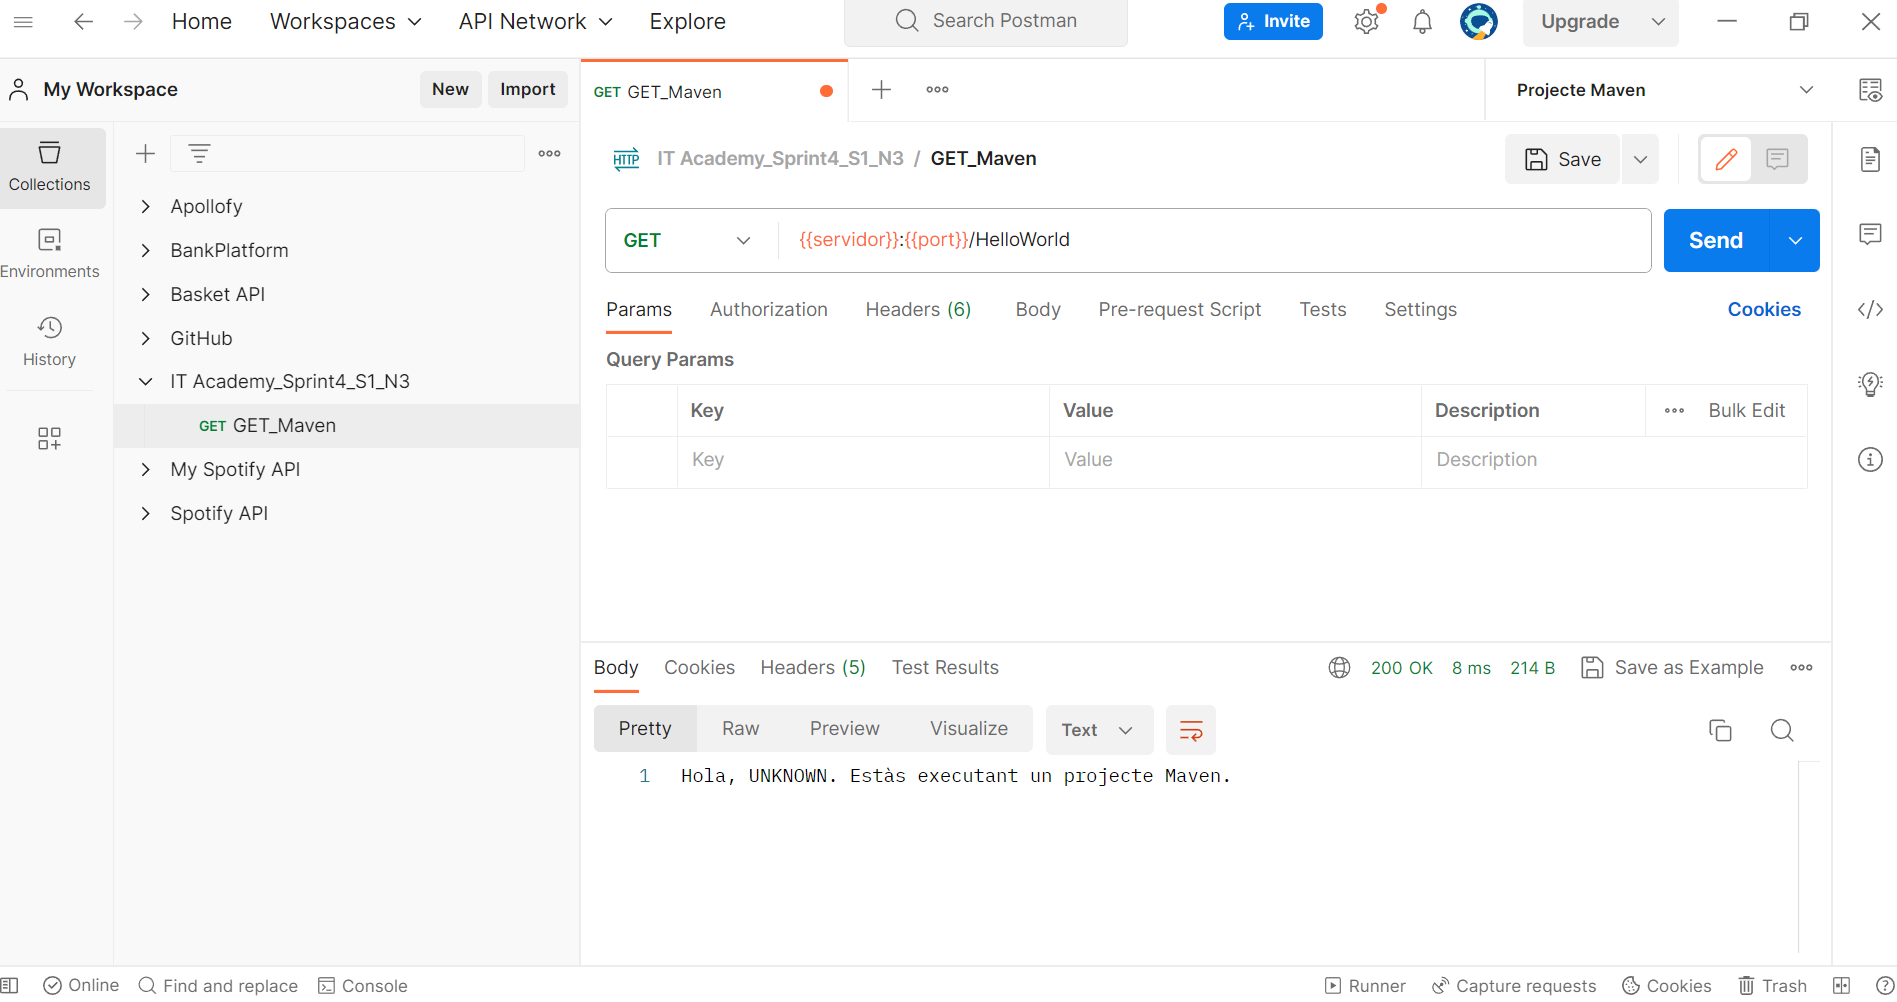 Home Workspaces API Network Explore Search Postman Invite Upgrade
My Workspace New Import
GET GET_Maven
Projecte Maven
Collections
Environments
History
Apollofy
BankPlatform
Basket API
GitHub
IT Academy_Sprint4_S1_N3
GET GET_Maven
My Spotify API
Spotify API
HTTP IT Academy_Sprint4_S1_N3 / GET_Maven Save
GET {{servidor}}:{{port}}/HelloWorld Send
Params Authorization Headers (6) Body Pre-request Script Tests Settings Cookies
Query Params
Key Value Description Bulk Edit
Key Value Description
Body Cookies Headers (5) Test Results 200 OK 8 ms 214 B Save as Example
Pretty Raw Preview Visualize Text
1 Hola, UNKNOWN. Estàs executant un projecte Maven.
Online Find and replace Console Runner Capture requests Cookies Trash